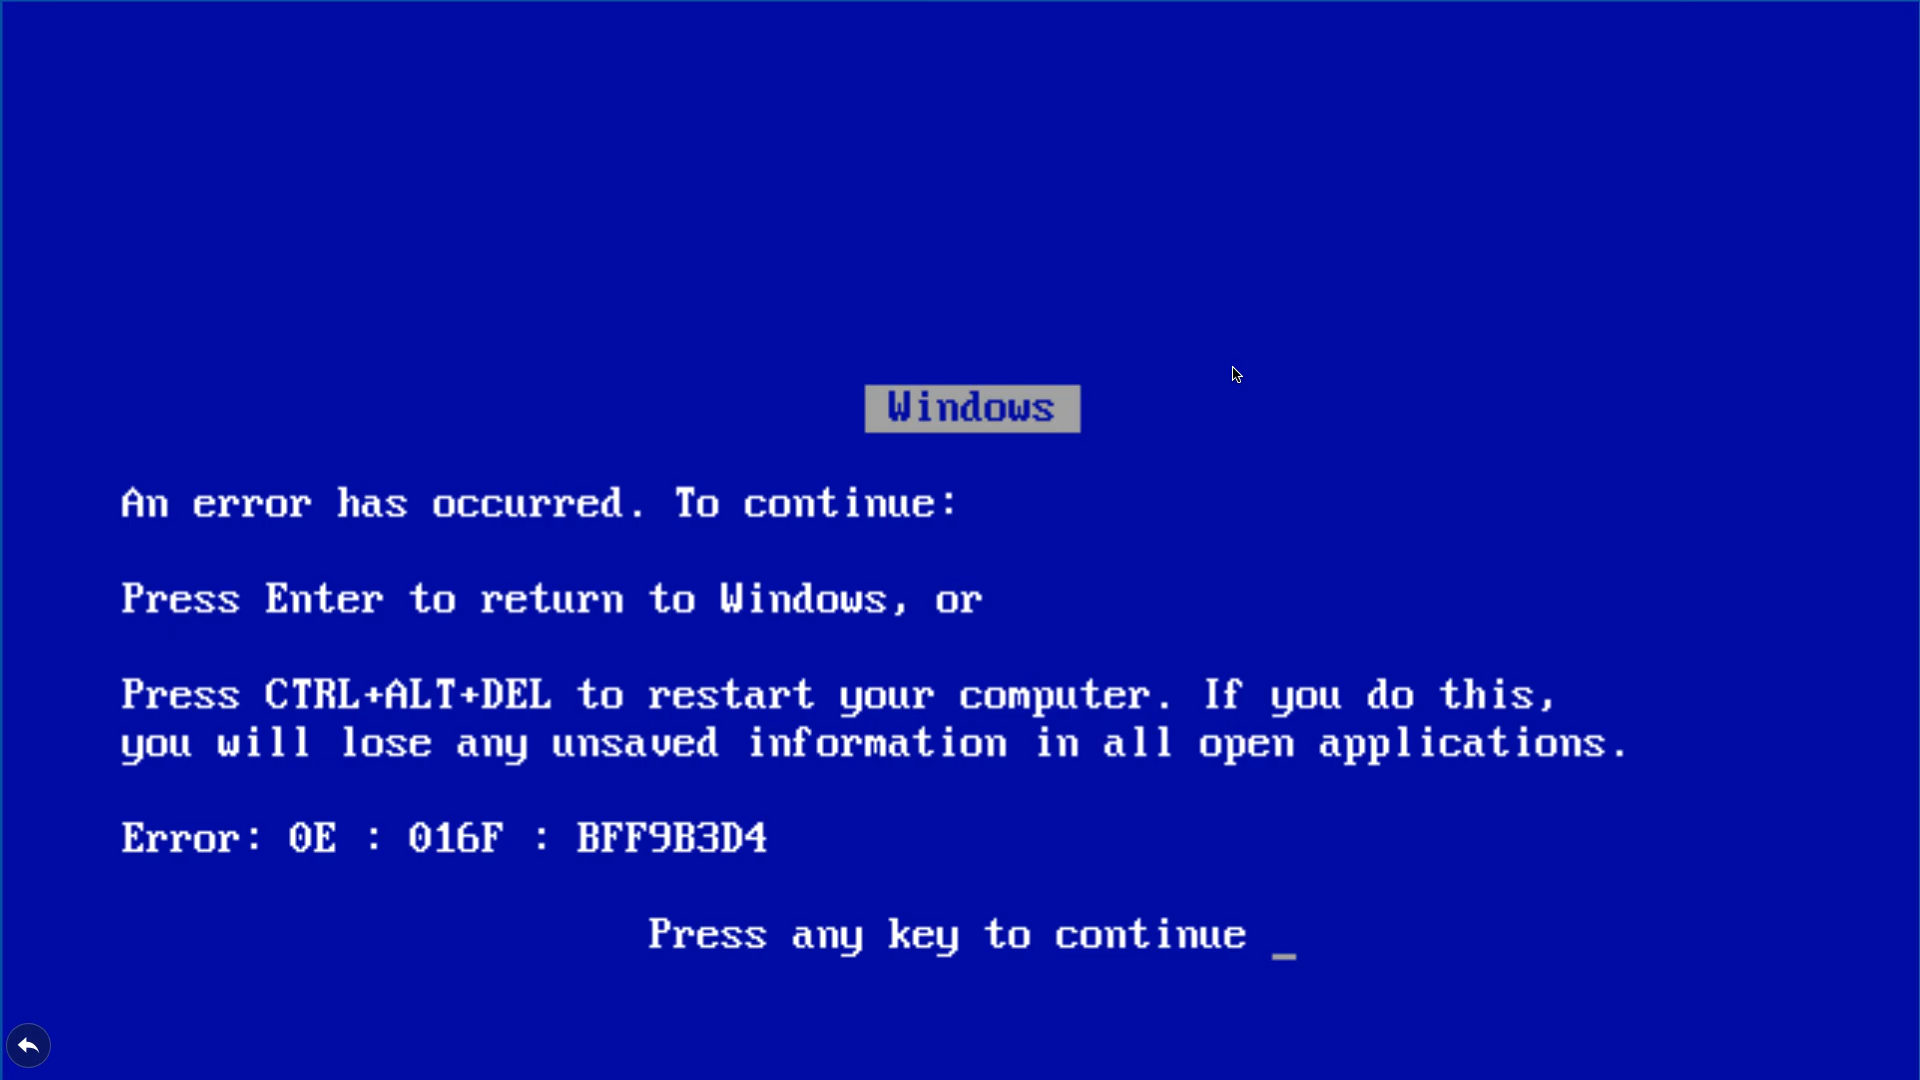 Windows
An error has occurred. To continue:
Press Enter to return to Windows, or
Press CTRL+ALT+DEL to restart your computer. If you do this,
you will lose any unsaved information in all open applications.
Error: 0E : 016F : BFF9B3D4
Press any key to continue _